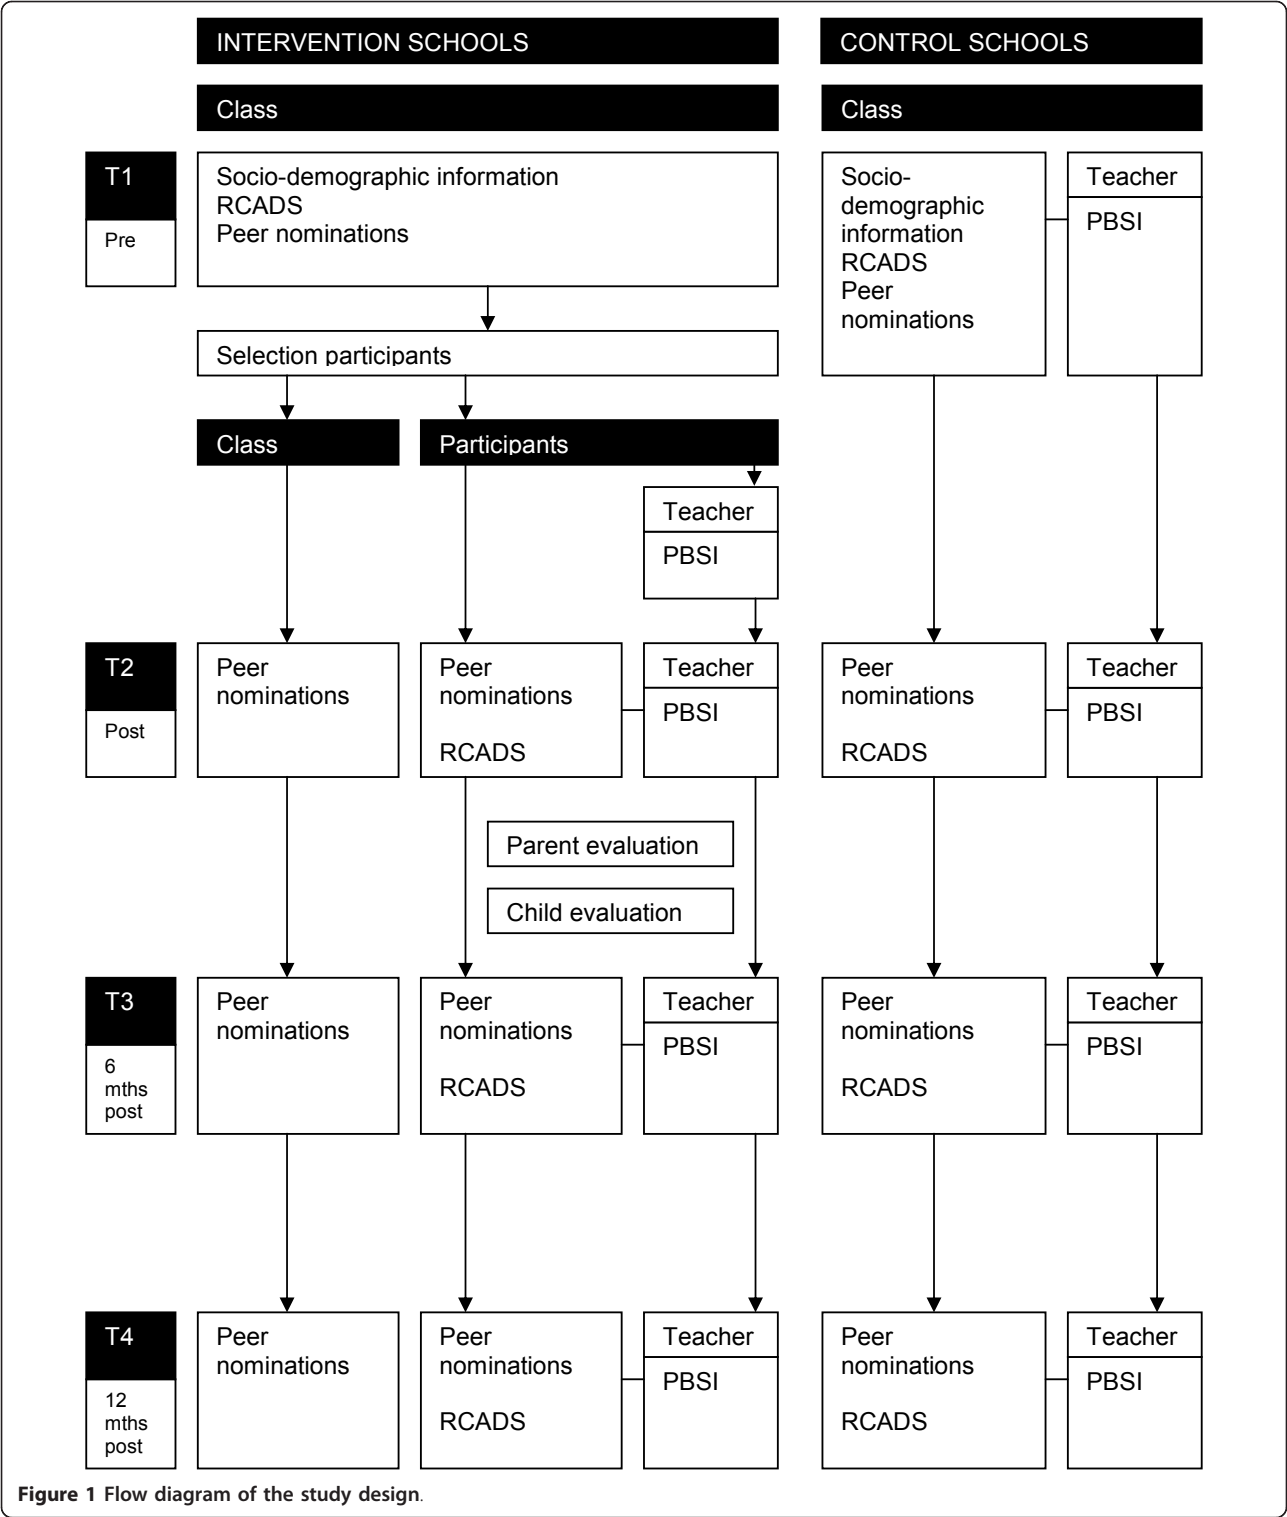 INTERVENTION SCHOOLS
CONTROL SCHOOLS
Class
Class
T1
Pre
Socio-demographic information
RCADS
Peer nominations
Socio-
demographic
information
RCADS
Peer
nominations
Teacher
PBSI
Selection participants
Class
Participants
Teacher
PBSI
T2
Post
Peer
nominations
Peer
nominations
RCADS
Teacher
PBSI
Peer
nominations
RCADS
Teacher
PBSI
Parent evaluation
Child evaluation
T3
6
mths
post
Peer
nominations
Peer
nominations
RCADS
Teacher
PBSI
Peer
nominations
RCADS
Teacher
PBSI
T4
12
mths
post
Peer
nominations
Peer
nominations
RCADS
Teacher
PBSI
Peer
nominations
RCADS
Teacher
PBSI
Figure 1 Flow diagram of the study design.